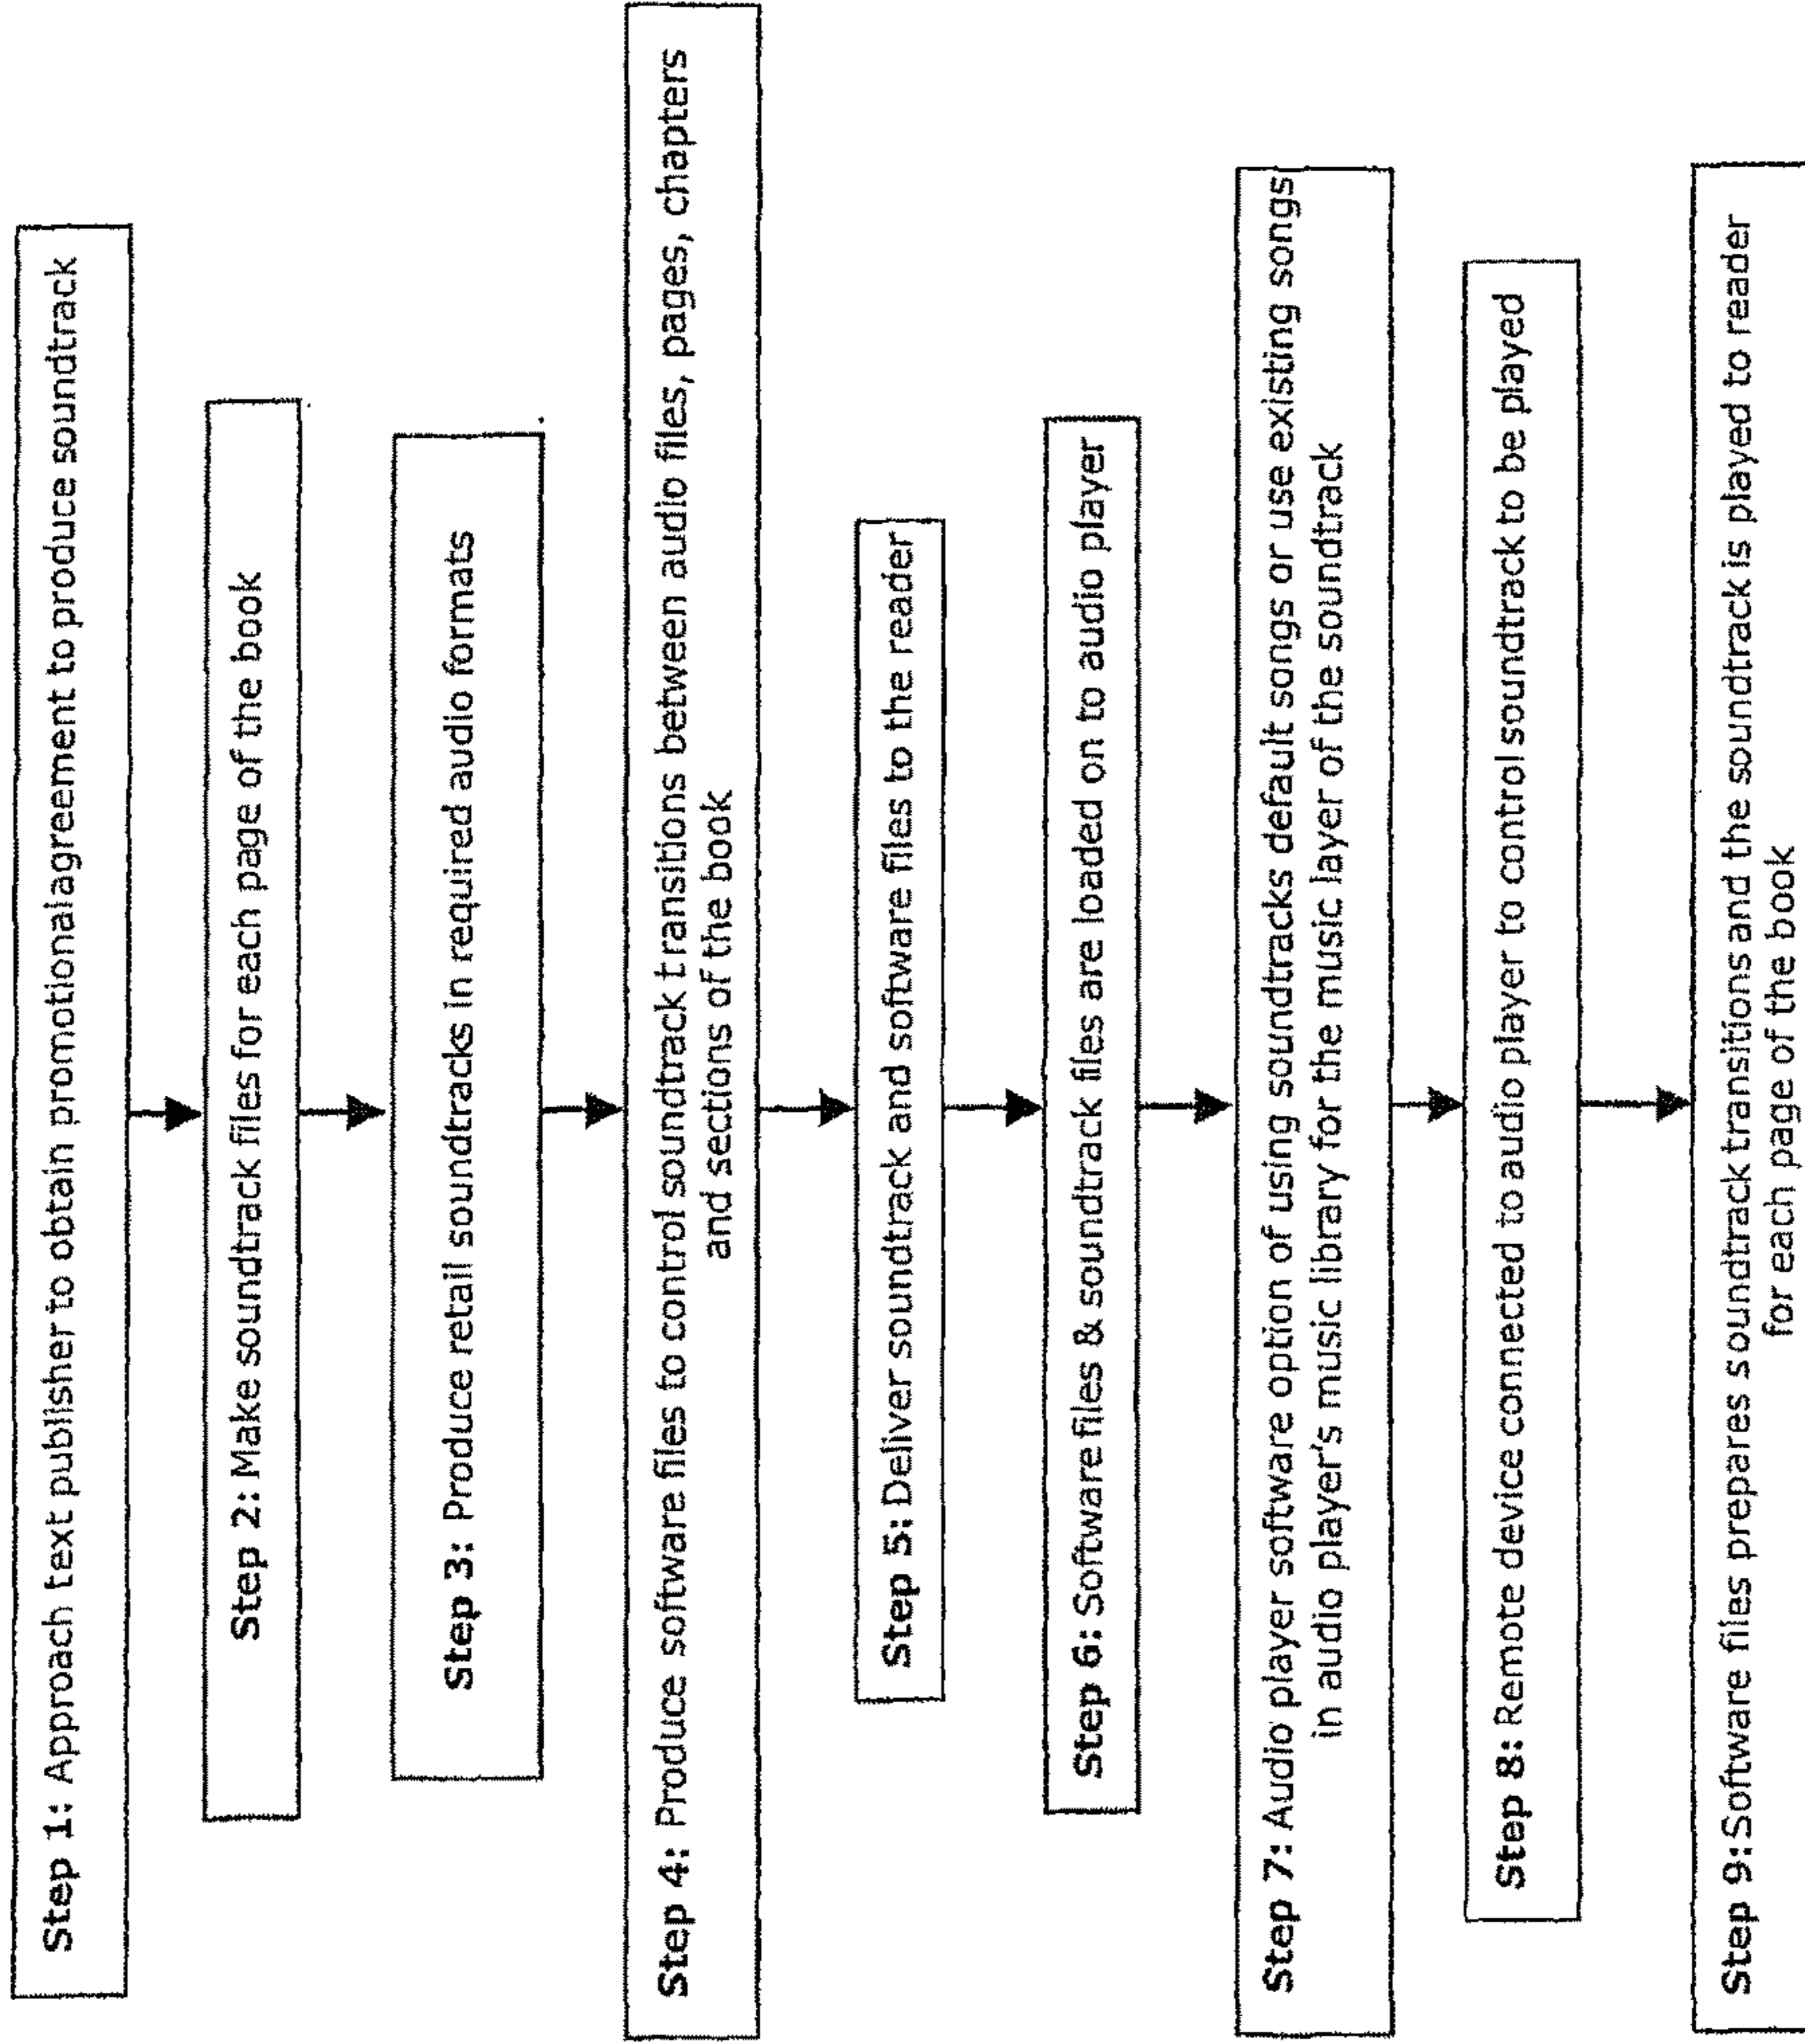 Step 1: Approach text publisher to obtain promotional agreement to produce soundtrack
Step 2: Make soundtrack files for each page of the book
Step 3: Produce retail soundtracks in required audio formats
Step 4: Produce software files to control soundtrack transitions between audio files, pages, chapters
and sections of the book
Step 5: Deliver soundtrack and software files to the reader
Step 6: Software files & soundtrack files are loaded on to audio player
Step 7: Audio player software option of using soundtracks default songs or use existing songs
in audio player's music library for the music layer of the soundtrack
Step 8: Remote device connected to audio player to control soundtrack to be played
Step 9: Software files prepares soundtrack transitions and the soundtrack is played to reader
for each page of the book